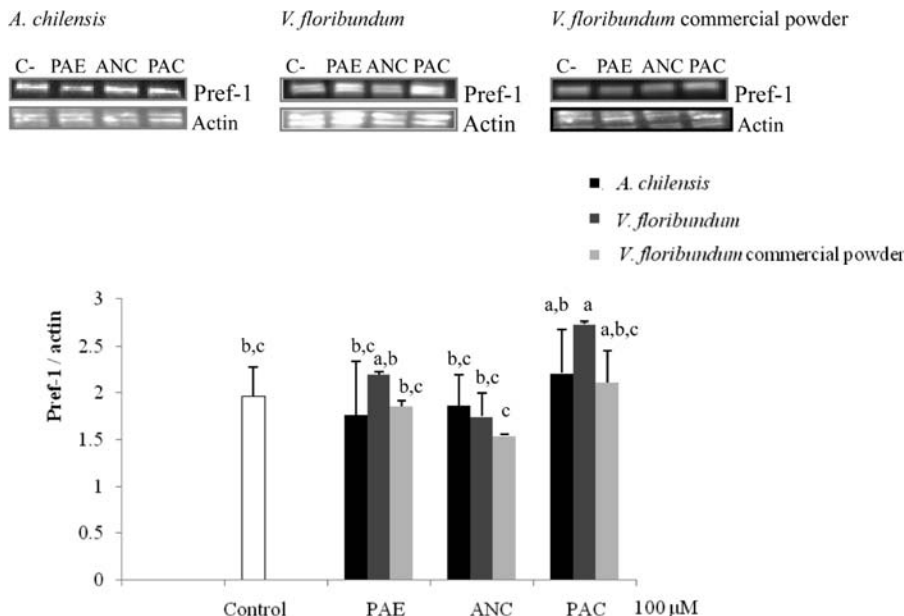 A. chilensis
V. floribundum
V. floribundum commercial powder
C- PAE ANC PAC
Pref-1
Actin
C- PAE ANC PAC
Pref-1
Actin
C- PAE ANC PAC
Pref-1
Actin
A. chilensis
V. floribundum
V. floribundum commercial powder
Pref-1 / actin
3
2.5
2
1.5
1
0.5
0
b,c
b,c
a,b
b,c
b,c
b,c
c
a,b
a
a,b,c
Control PAE ANC PAC 100 µM